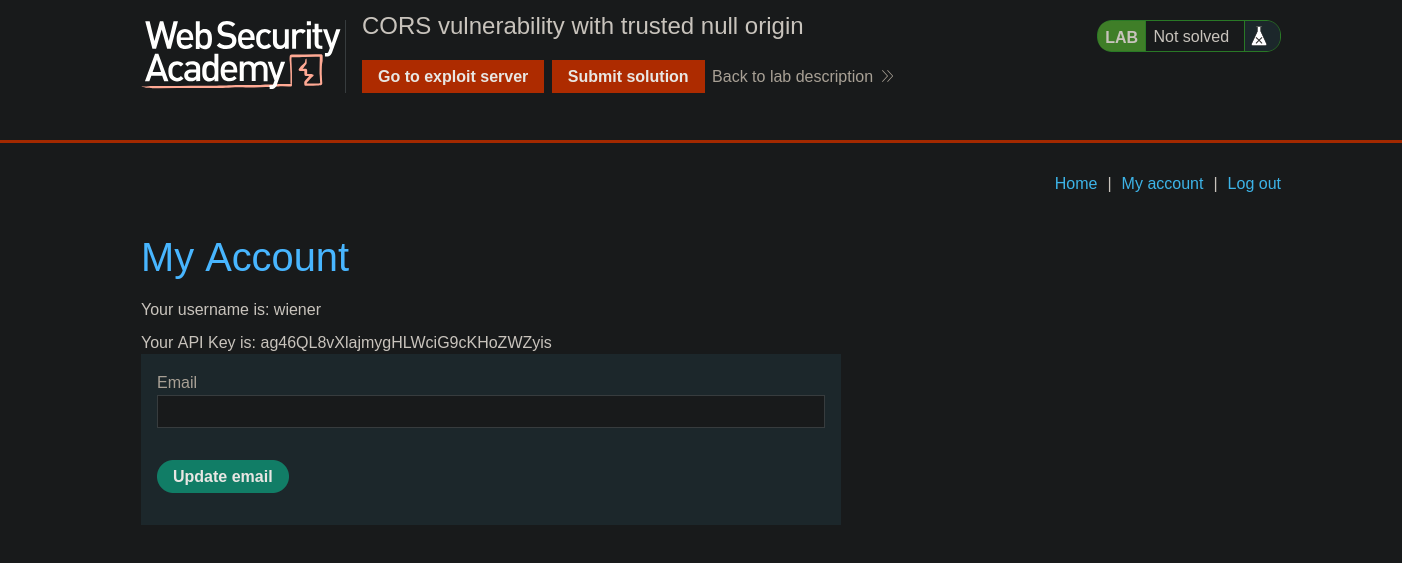 Web Security
Academy
CORS vulnerability with trusted null origin
Go to exploit server
Submit solution
Back to lab description
LAB
Not solved
Home | My account | Log out
My Account
Your username is: wiener
Your API Key is: ag46QL8vXlajmygHLWciG9cKHoZWZyis
Email
Update email